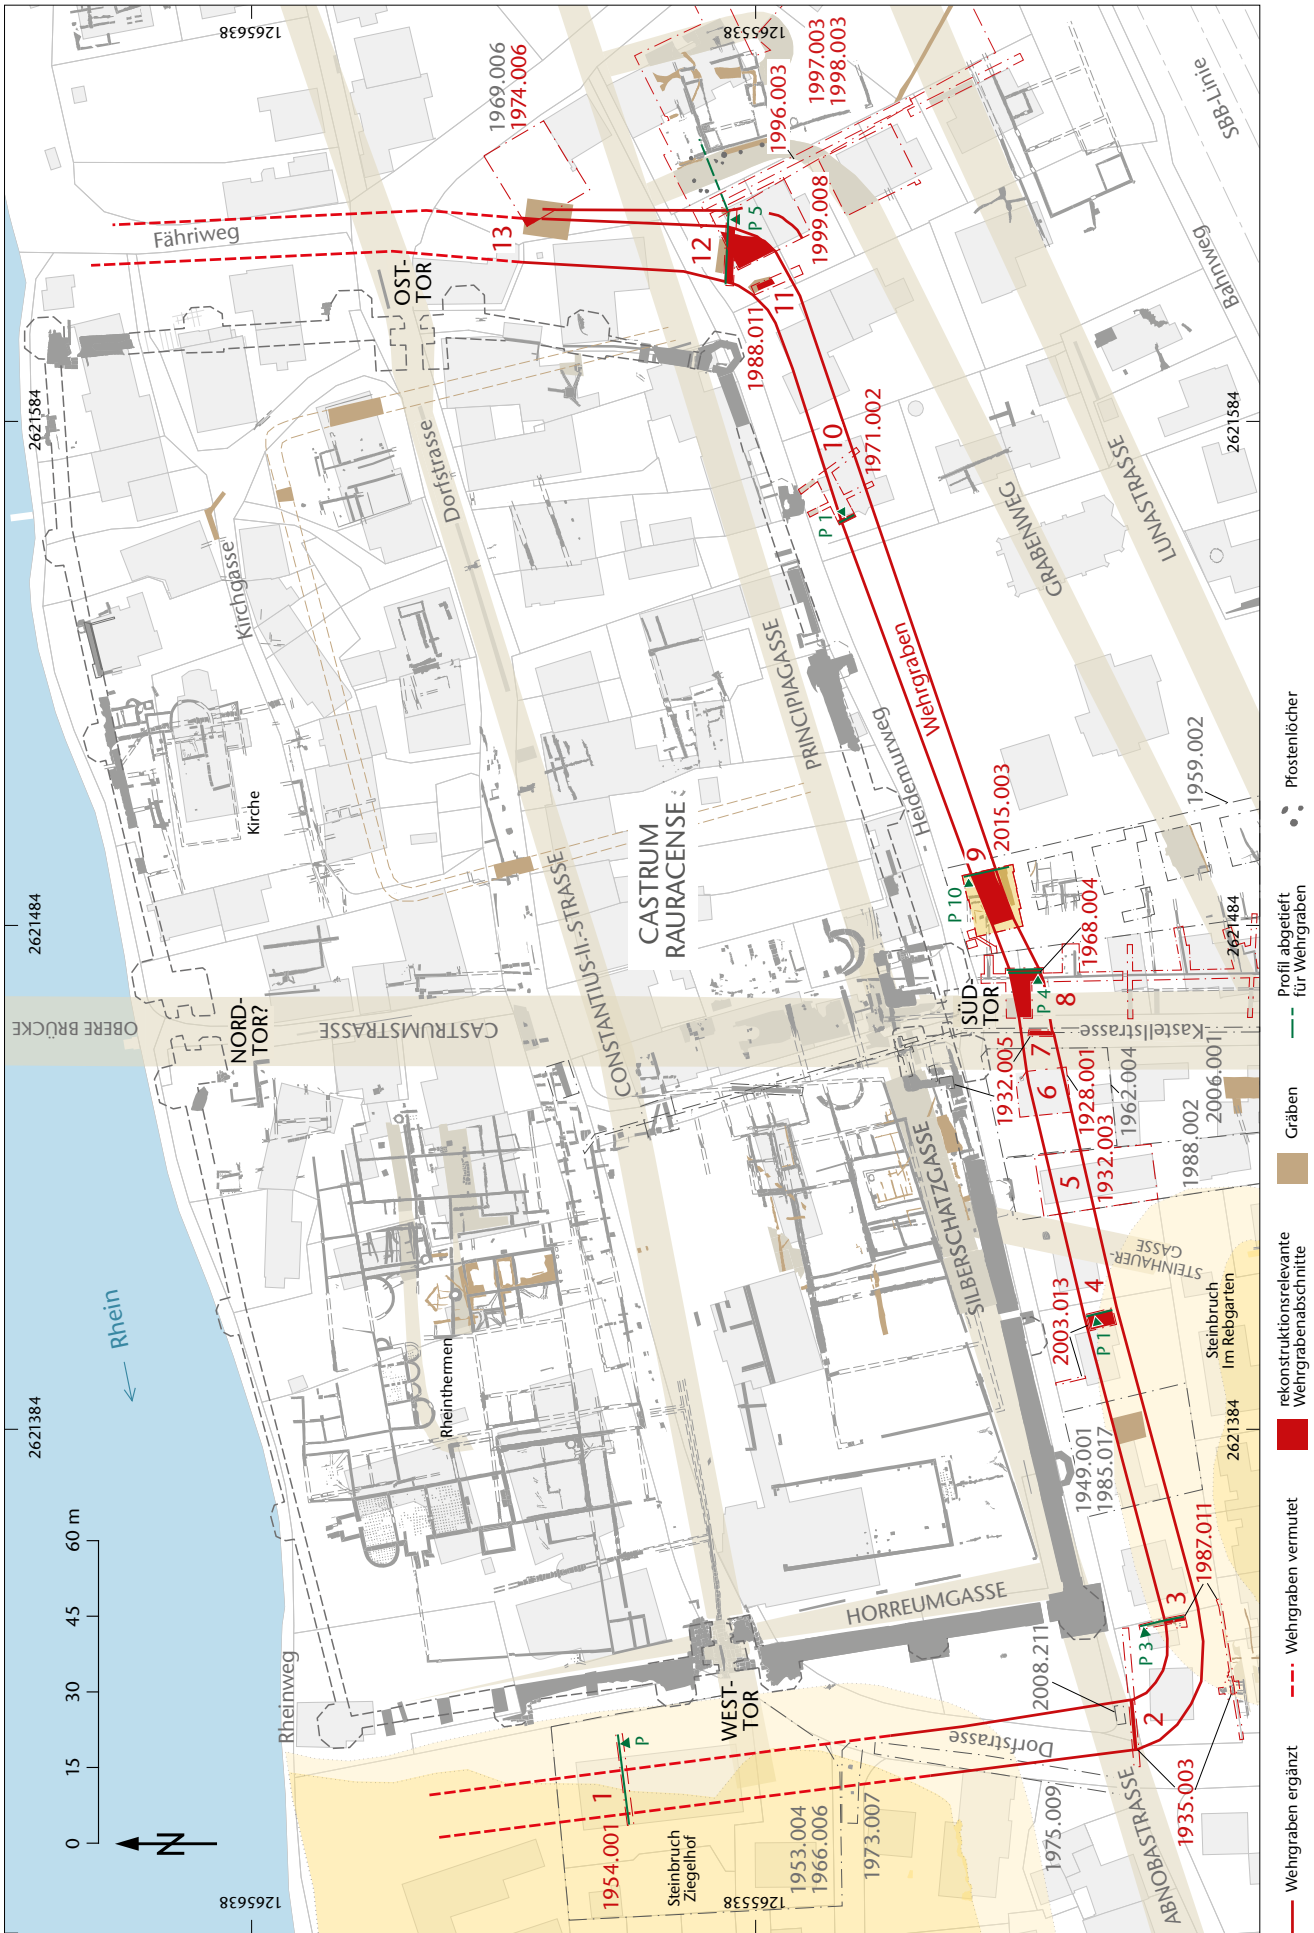 1265638
1265538
2621584
2621484
2621384
2621584
2621484
2621384
1265638
1265538
Rhein
60 m
45
30
15
0
N
Fähriweg
OST-
TOR
Kirchgasse
Dorfstrasse
Kirche
NORD-
TOR?
OBERE BRÜCKE
CASTRUMSTRASSE
CONSTANTIUS-II.-STRASSE
CASTRUM
RAURACENSE
PRINCIPIAGASSE
Heidemurweg
Wehrgraben
GRABENWEG
LUNASTRASSE
Bahnweg
SBB-Linie
1969.006
1974.006
13
12
P 5
1996.003
1997.003
1998.003
1999.008
11
1988.011
10
1971.002
P 1
9
2015.003
P 10
1959.002
1968.004
SÜD-
TOR
P 4
8
Kastellstrasse
1932.005
7
6
1928.001
1962.004
1932.003
5
1988.002
2006.001
SILBERSCHATZGASSE
STEINHAUER-
GASSE
Rheinthermen
2003.013
4
P 1
Steinbruch
Im Rebgarten
1949.001
1985.017
1987.011
3
P 3
HORREUMGASSE
2008.211
2
Rheinweg
WEST-
TOR
Dorfstrasse
P
1
1954.001
Steinbruch
Ziegelhof
1953.004
1966.006
1973.007
1975.009
ABNOBASTRASSE
1935.003
Wehrgraben ergänzt
Wehrgraben vermutet
rekonstruktionsrelevante
Wehrgrabenabschnitte
Gräben
Profil abgetieft
für Wehrgraben
Pfostenlöcher